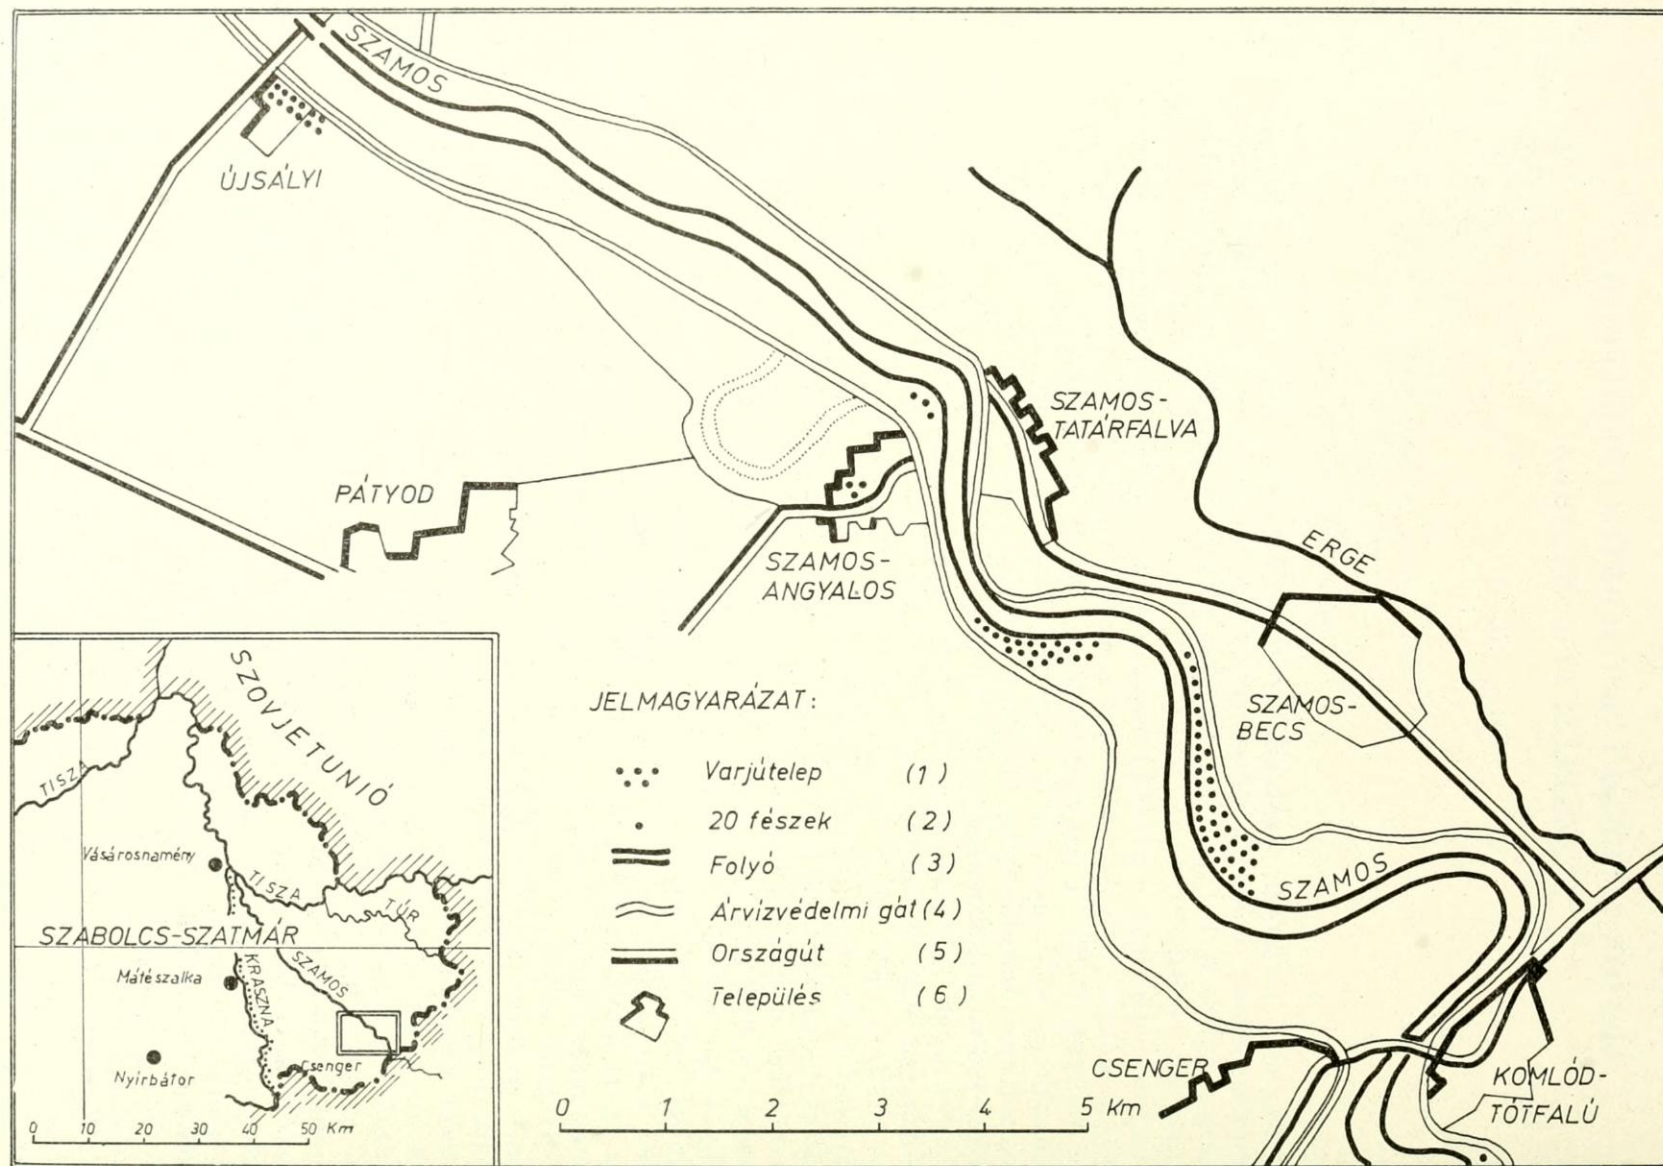 SZAMOS
ÚJSÁLYI
PÁTYOD
SZAMOS-
TATÁRFALVA
SZAMOS-
ANGYALOS
ERGE
SZAMOS-
BECS
SZAMOS
CSENGER
KOMLÓD-
TÓTFALÚ
JELMAGYARÁZAT:
Varjútelep (1)
20 fészek (2)
Folyó (3)
Árvízvédelmi gát (4)
Országút (5)
Település (6)
0 1 2 3 4 5 Km
SZOVJETUNIÓ
TISZA
Vásárosnamény
TISZA
TÚR
SZABOLCS-SZATMÁR
SZAMOS
KRASZNA
Mátészalka
Csenger
Nyírbátor
0 10 20 30 40 50 Km